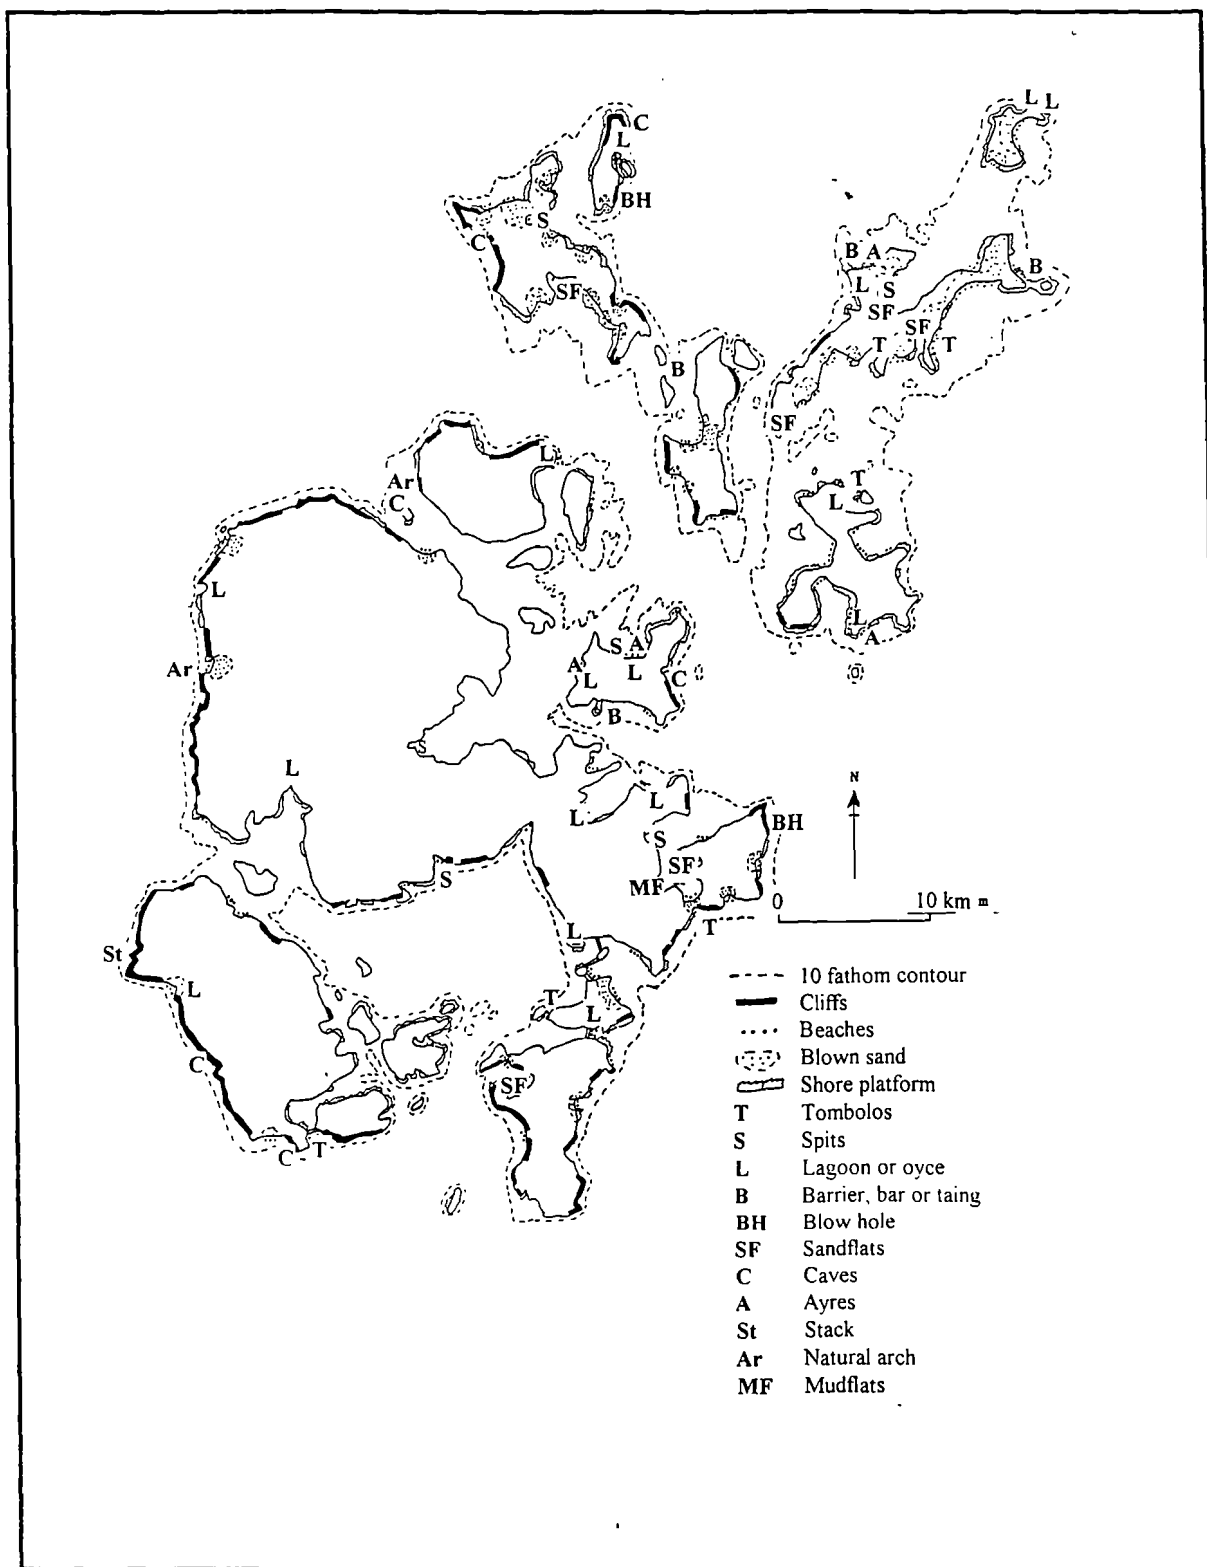 L L
C
L
BH
S
C
B A
B
L S
SF
SF
SF
T T
B
SF
L
Ar
C
T
L
L
S A
A
L
L
C
L
A
Ar
B
L
N
L
L
BH
S
SF
S
MF
0 10 km
T
L
St
L
T
L
C
SF
C T
---- 10 fathom contour
Cliffs
.... Beaches
Blown sand
Shore platform
T Tombolos
S Spits
L Lagoon or oyce
B Barrier, bar or taing
BH Blow hole
SF Sandflats
C Caves
A Ayres
St Stack
Ar Natural arch
MF Mudflats